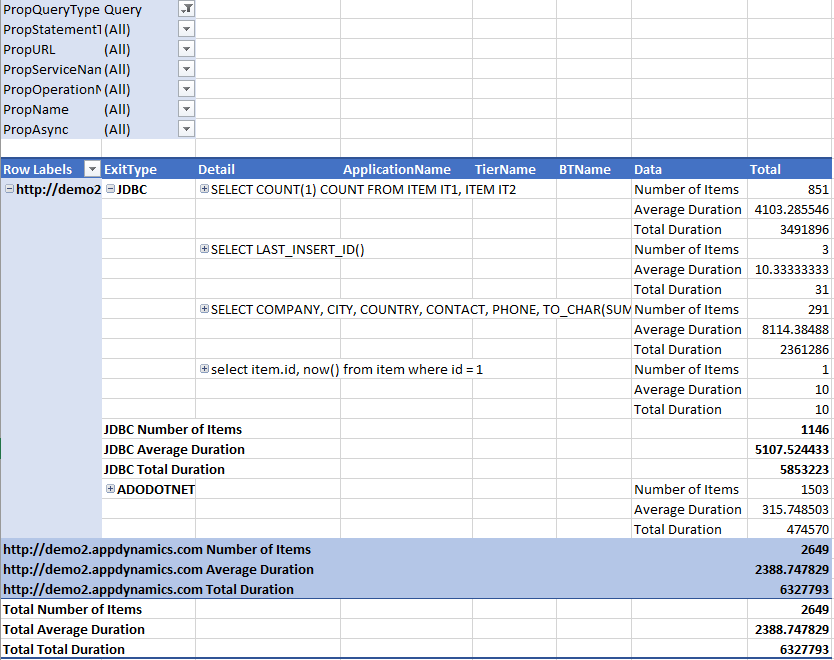 PropQueryType Query
PropStatementT (All)
PropURL (All)
PropServiceNan (All)
PropOperationN (All)
PropName (All)
PropAsync (All)
Row Labels ExitType Detail ApplicationName TierName BTName Data Total
http://demo2 JDBC SELECT COUNT(1) COUNT FROM ITEM IT1, ITEM IT2 Number of Items 851
Average Duration 4103.285546
Total Duration 3491896
SELECT LAST_INSERT_ID() Number of Items 3
Average Duration 10.33333333
Total Duration 31
SELECT COMPANY, CITY, COUNTRY, CONTACT, PHONE, TO_CHAR(SUM Number of Items 291
Average Duration 8114.38488
Total Duration 2361286
select item.id, now() from item where id = 1 Number of Items 1
Average Duration 10
Total Duration 10
JDBC Number of Items 1146
JDBC Average Duration 5107.524433
JDBC Total Duration 5853223
ADODOTNET Number of Items 1503
Average Duration 315.748503
Total Duration 474570
http://demo2.appdynamics.com Number of Items 2649
http://demo2.appdynamics.com Average Duration 2388.747829
http://demo2.appdynamics.com Total Duration 6327793
Total Number of Items 2649
Total Average Duration 2388.747829
Total Total Duration 6327793